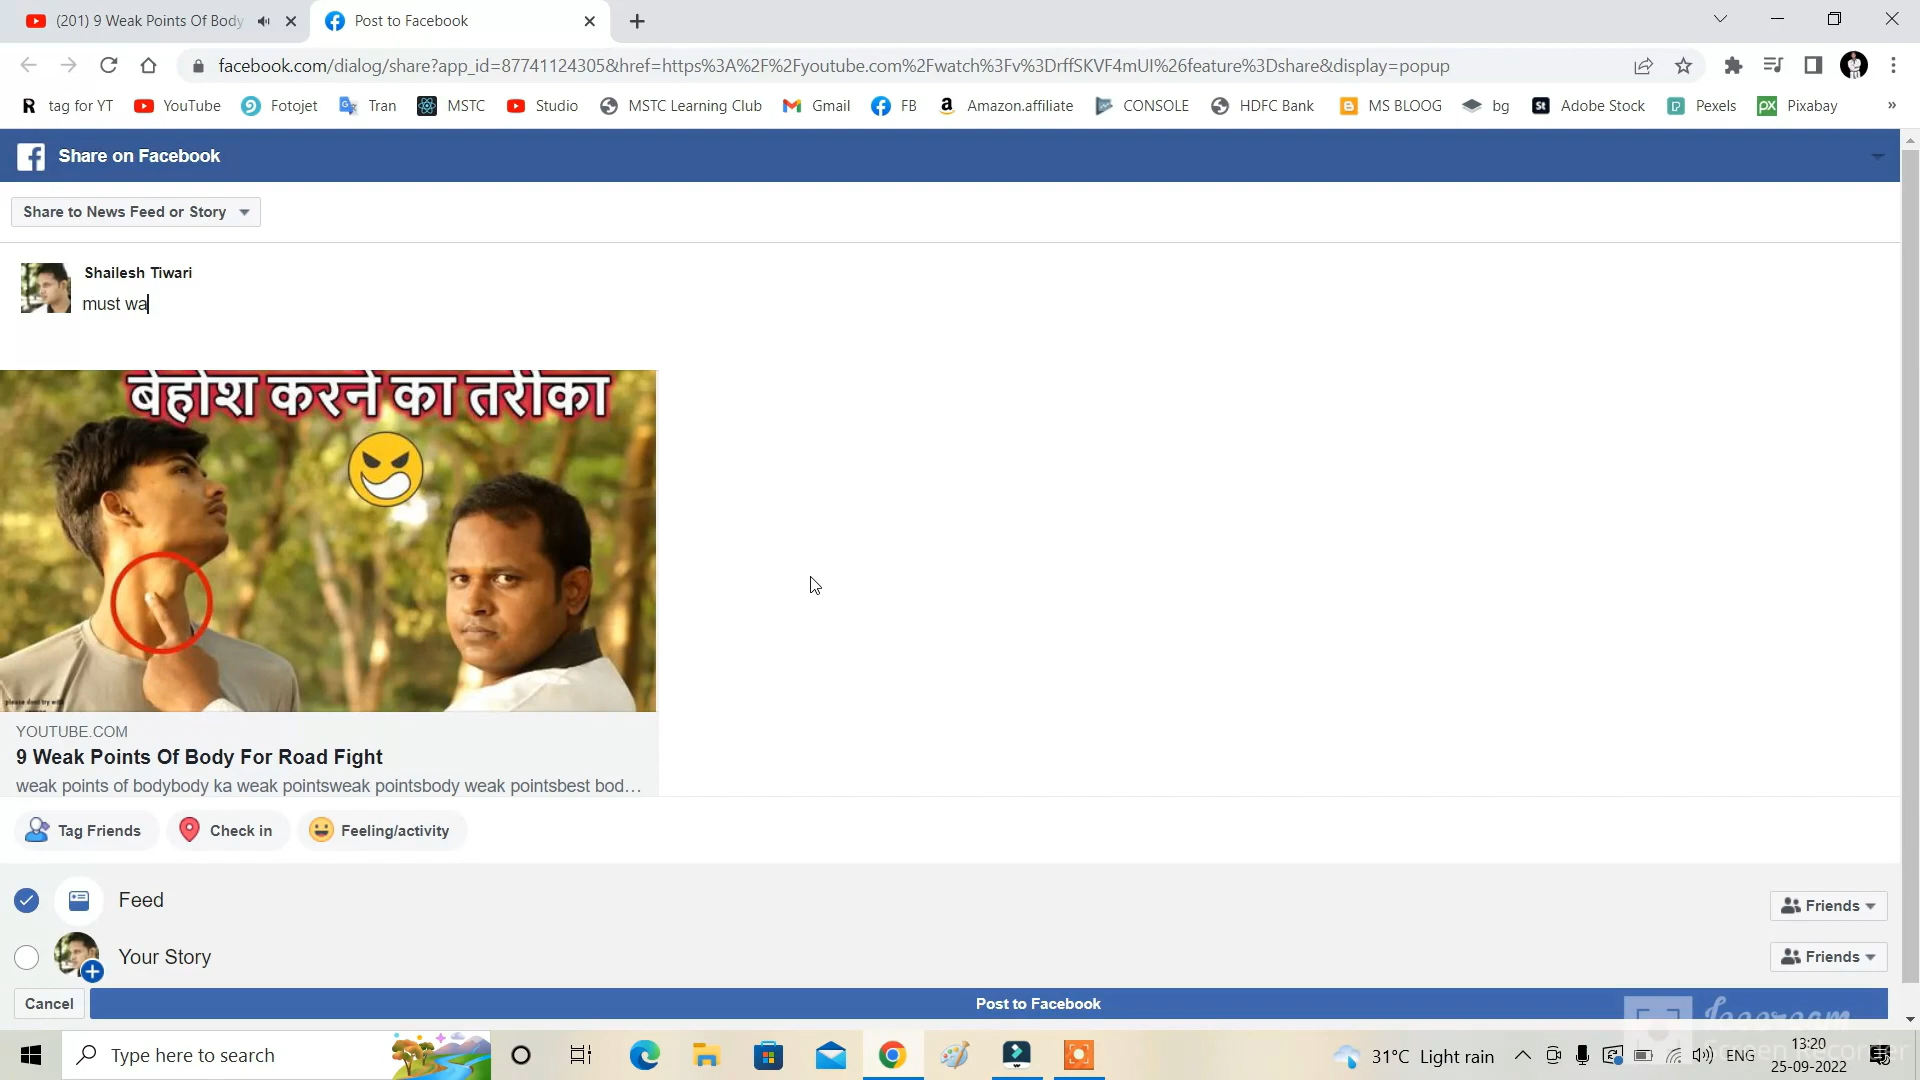 (201) 9 Weak Points Of Body
Post to Facebook
facebook.com/dialog/share?app_id=87741124305&href=https%3A%2F%2Fyoutube.com%2Fwatch%3Fv%3DrffSKVF4mUI%26feature%3Dshare&display=popup
R tag for YT YouTube Fotojet Tran MSTC Studio MSTC Learning Club Gmail FB Amazon.affiliate CONSOLE HDFC Bank MS BLOOG bg Adobe Stock Pexels Pixabay »
Share on Facebook
Share to News Feed or Story
Shailesh Tiwari
must wa
बेहोश करने का तरीका
YOUTUBE.COM
9 Weak Points Of Body For Road Fight
weak points of bodybody ka weak pointsweak pointsbody weak pointsbest bod…
Tag Friends Check in Feeling/activity
Feed Friends
Your Story Friends
Cancel Post to Facebook
Icecream
Screen Recorder
Type here to search
31°C Light rain
ENG
13:20
25-09-2022